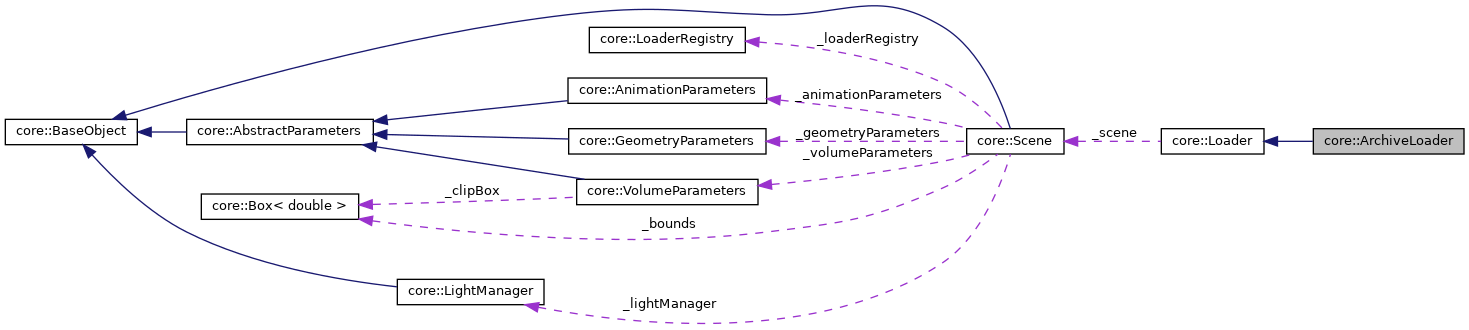 _loaderRegistry
core::LoaderRegistry
core::AnimationParameters
_animationParameters
core::BaseObject
core::AbstractParameters
core::GeometryParameters
_geometryParameters
core::Scene
_scene
core::Loader
core::ArchiveLoader
_volumeParameters
core::VolumeParameters
_clipBox
core::Box< double >
_bounds
core::LightManager
_lightManager